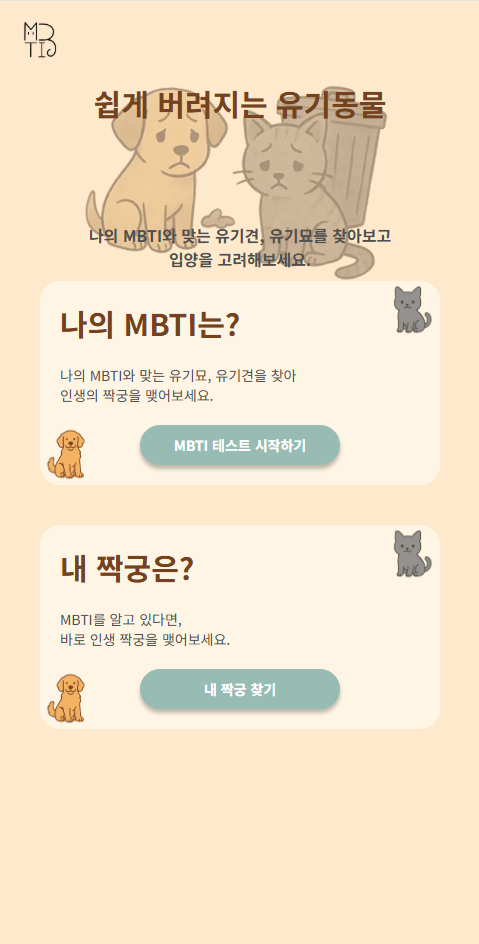 MB
TI
쉽게 버려지는 유기동물
나의 MBTI와 맞는 유기견, 유기묘를 찾아보고
입양을 고려해보세요.
나의 MBTI는?
나의 MBTI와 맞는 유기묘, 유기견을 찾아
인생의 짝궁을 맺어보세요.
MBTI 테스트 시작하기
내 짝궁은?
MBTI를 알고 있다면,
바로 인생 짝궁을 맺어보세요.
내 짝궁 찾기